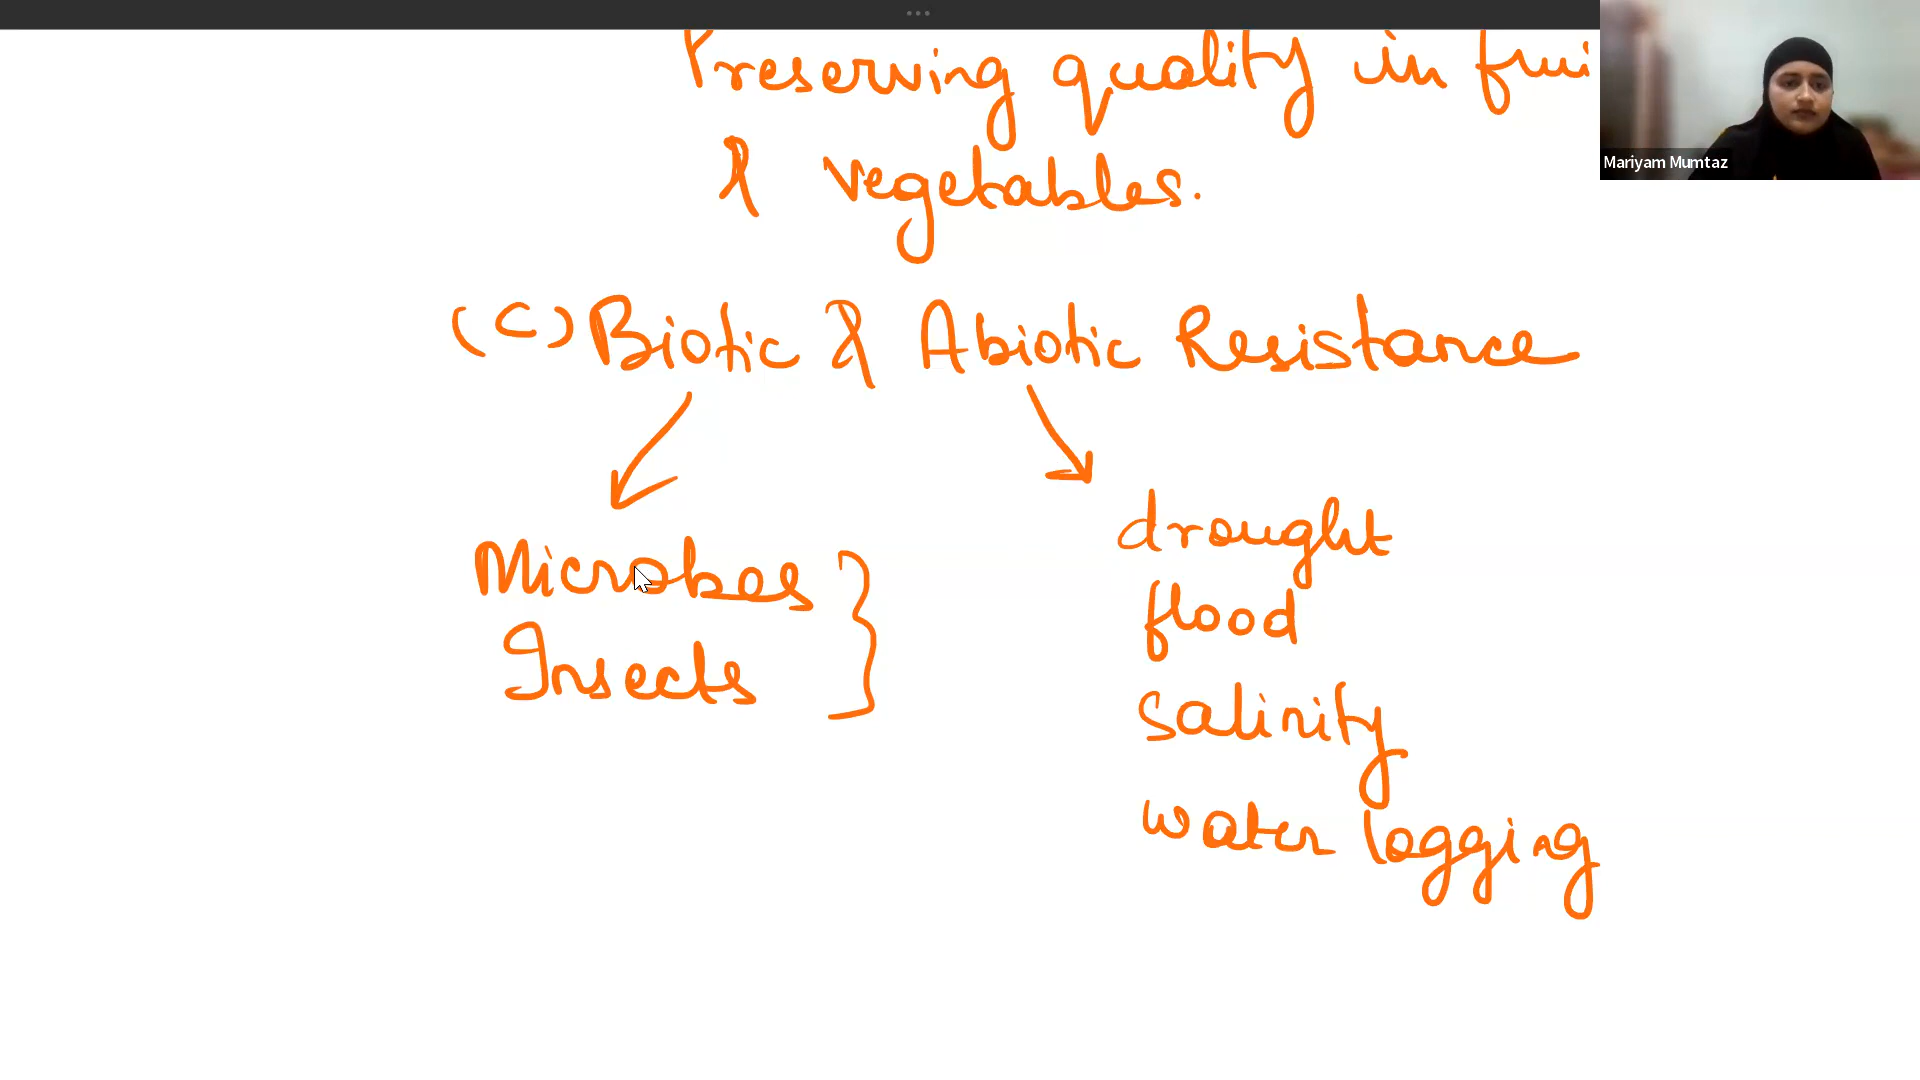 Preserving quality in frui
Mariyam Mumtaz
& vegetables.
(C) Biotic & Abiotic Resistance
Microbes
Insects
drought
flood
salinity
water logging